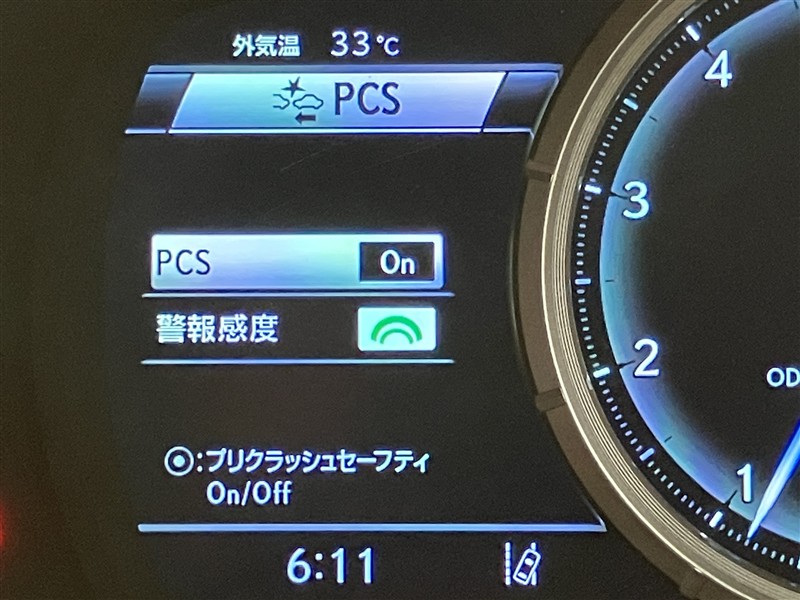 外気温 33℃
PCS
PCS On
警報感度
◉:プリクラッシュセーフティ
On/Off
6:11
4
3
2
1
OD